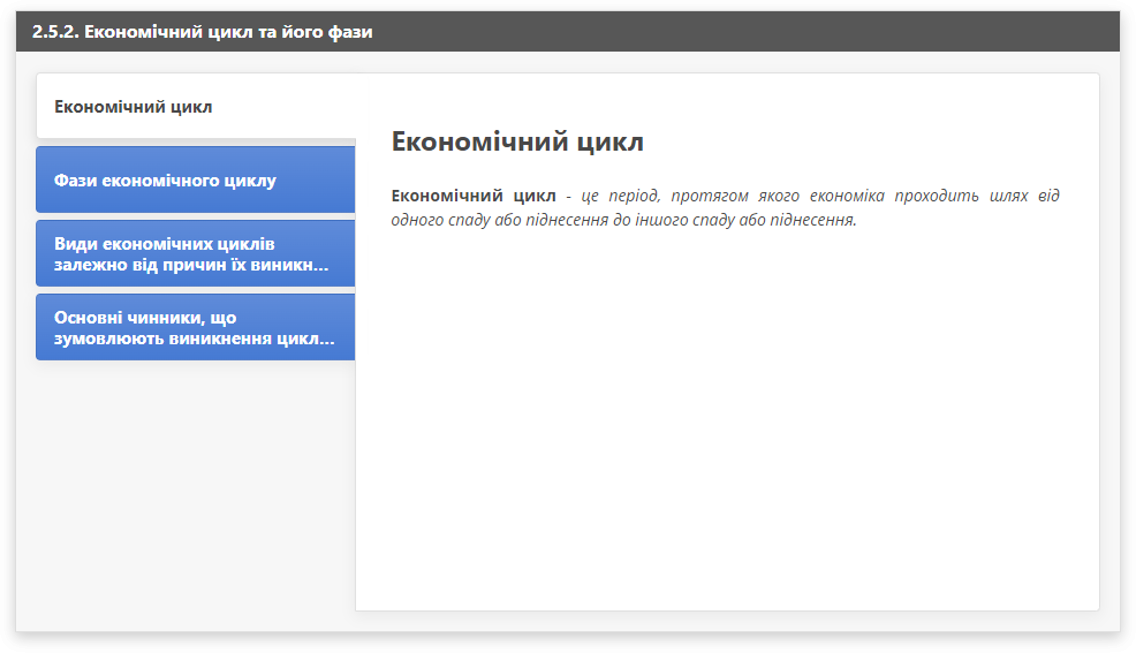 2.5.2. Економічний цикл та його фази
Економічний цикл
Фази економічного циклу
Види економічних циклів
залежно від причин їх виникн...
Основні чинники, що
зумовлюють виникнення цикл...
Економічний цикл
Економічний цикл - це період, протягом якого економіка проходить шлях від
одного спаду або піднесення до іншого спаду або піднесення.